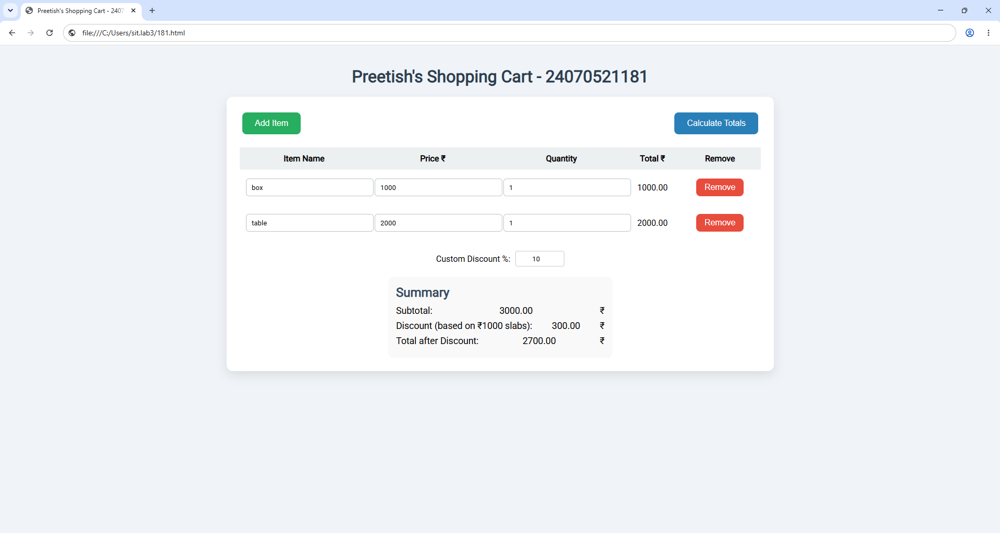 Preetish's Shopping Cart - 2407
file:///C:/Users/sit.lab3/181.html
Preetish's Shopping Cart - 24070521181
Add Item Calculate Totals
Item Name Price ₹ Quantity Total ₹ Remove
box 1000 1 1000.00 Remove
table 2000 1 2000.00 Remove
Custom Discount %: 10
Summary
Subtotal: 3000.00 ₹
Discount (based on ₹1000 slabs): 300.00 ₹
Total after Discount: 2700.00 ₹